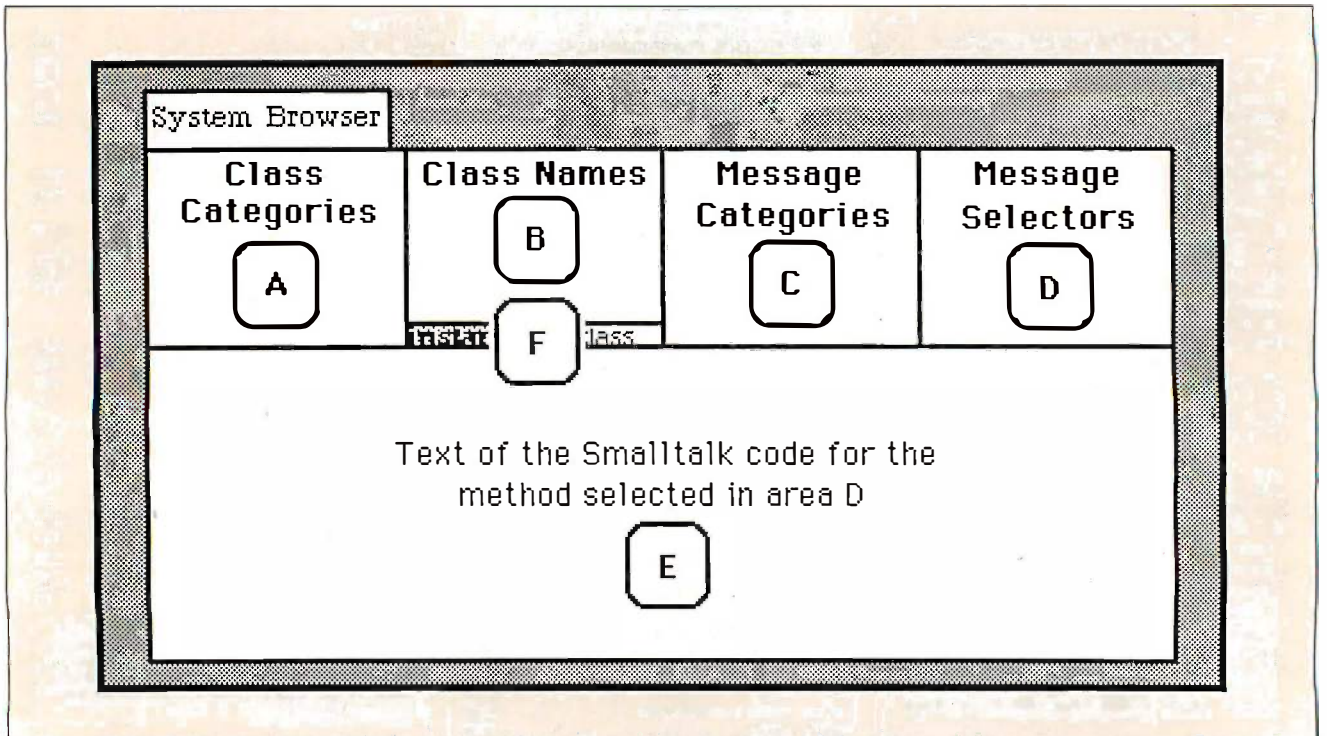 System Browser
Class
Categories
A
Class Names
B
F
Message
Categories
C
Message
Selectors
D
Text of the Smalltalk code for the
method selected in area D
E